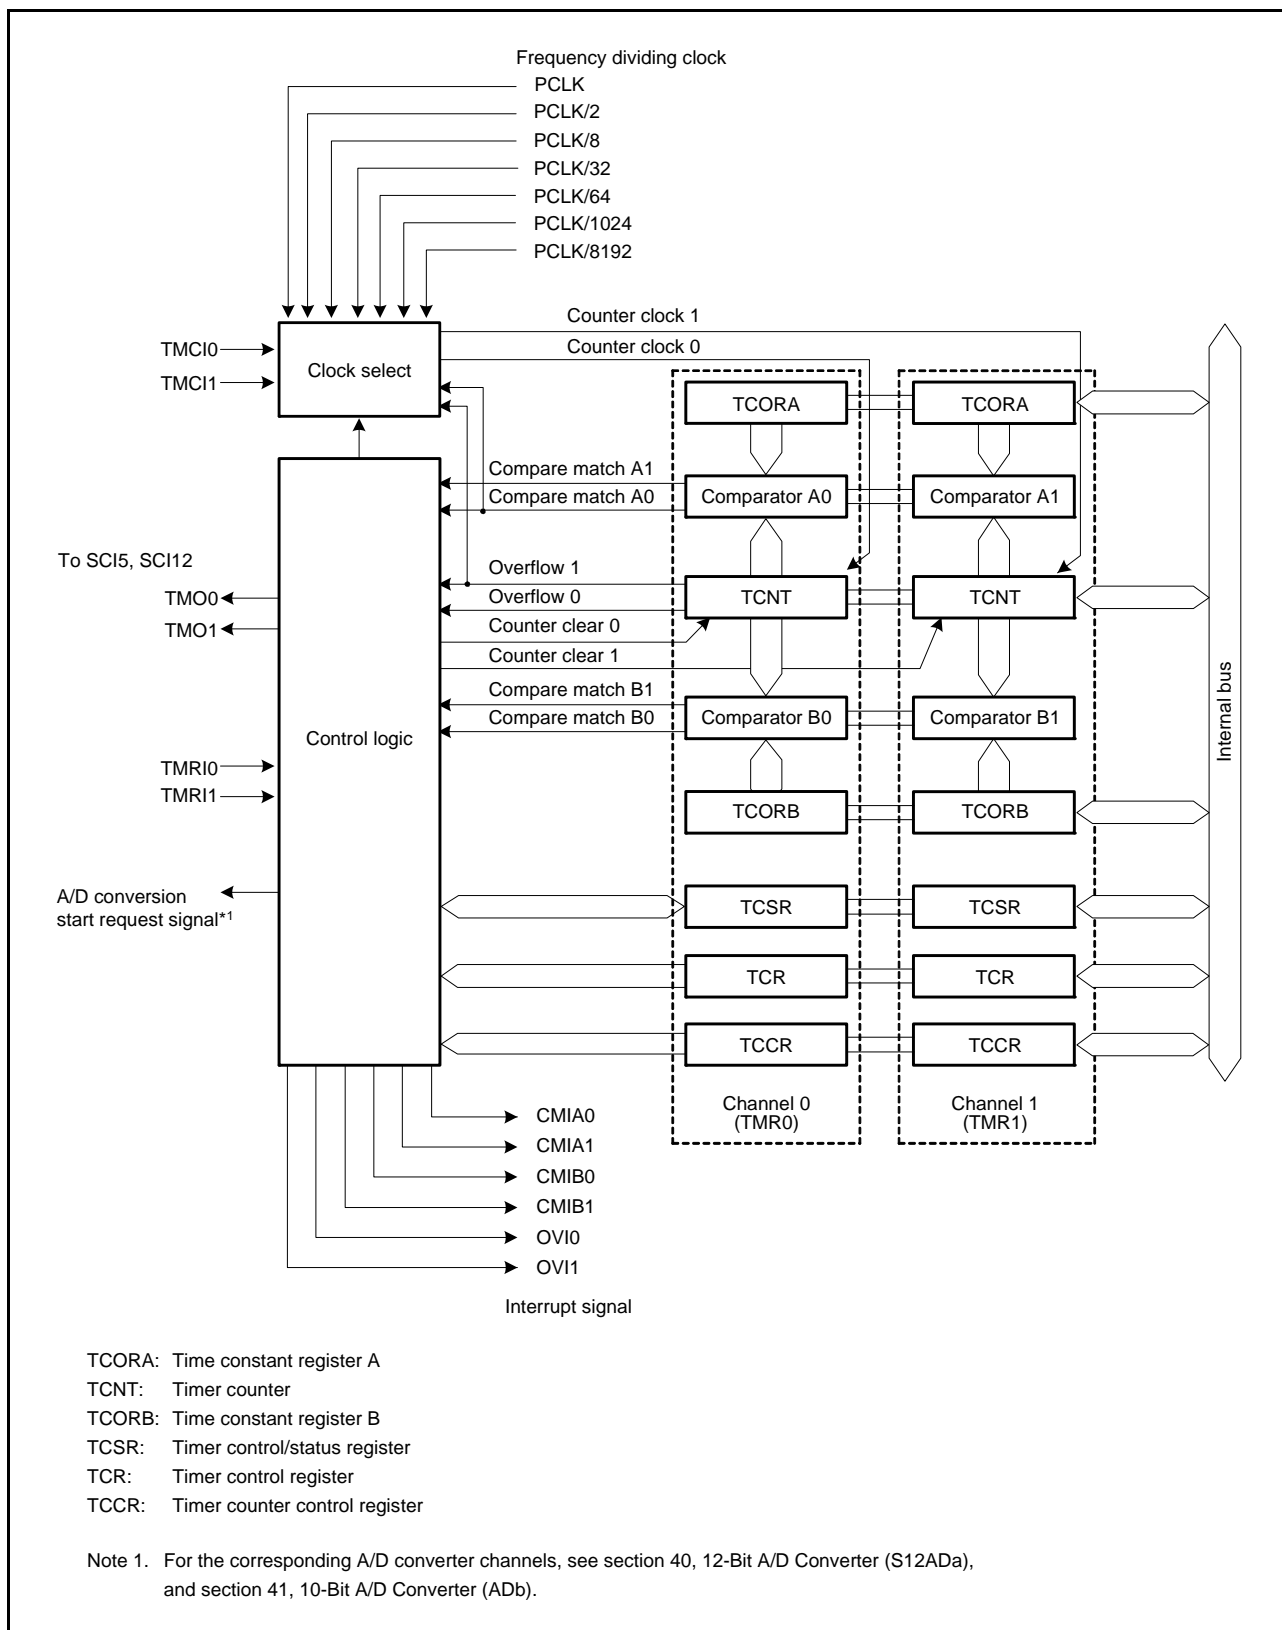 Frequency dividing clock
PCLK
PCLK/2
PCLK/8
PCLK/32
PCLK/64
PCLK/1024
PCLK/8192
Counter clock 1
Counter clock 0
TMCI0
TMCI1
Clock select
TCORA
TCORA
Compare match A1
Compare match A0
Comparator A0
Comparator A1
To SCI5, SCI12
TMO0
TMO1
Overflow 1
Overflow 0
Counter clear 0
Counter clear 1
TCNT
TCNT
Compare match B1
Compare match B0
Comparator B0
Comparator B1
Control logic
Internal bus
TMRI0
TMRI1
TCORB
TCORB
A/D conversion
start request signal*1
TCSR
TCSR
TCR
TCR
TCCR
TCCR
Channel 0
(TMR0)
Channel 1
(TMR1)
CMIA0
CMIA1
CMIB0
CMIB1
OVI0
OVI1
Interrupt signal
TCORA: Time constant register A
TCNT: Timer counter
TCORB: Time constant register B
TCSR: Timer control/status register
TCR: Timer control register
TCCR: Timer counter control register
Note 1. For the corresponding A/D converter channels, see section 40, 12-Bit A/D Converter (S12ADa),
and section 41, 10-Bit A/D Converter (ADb).